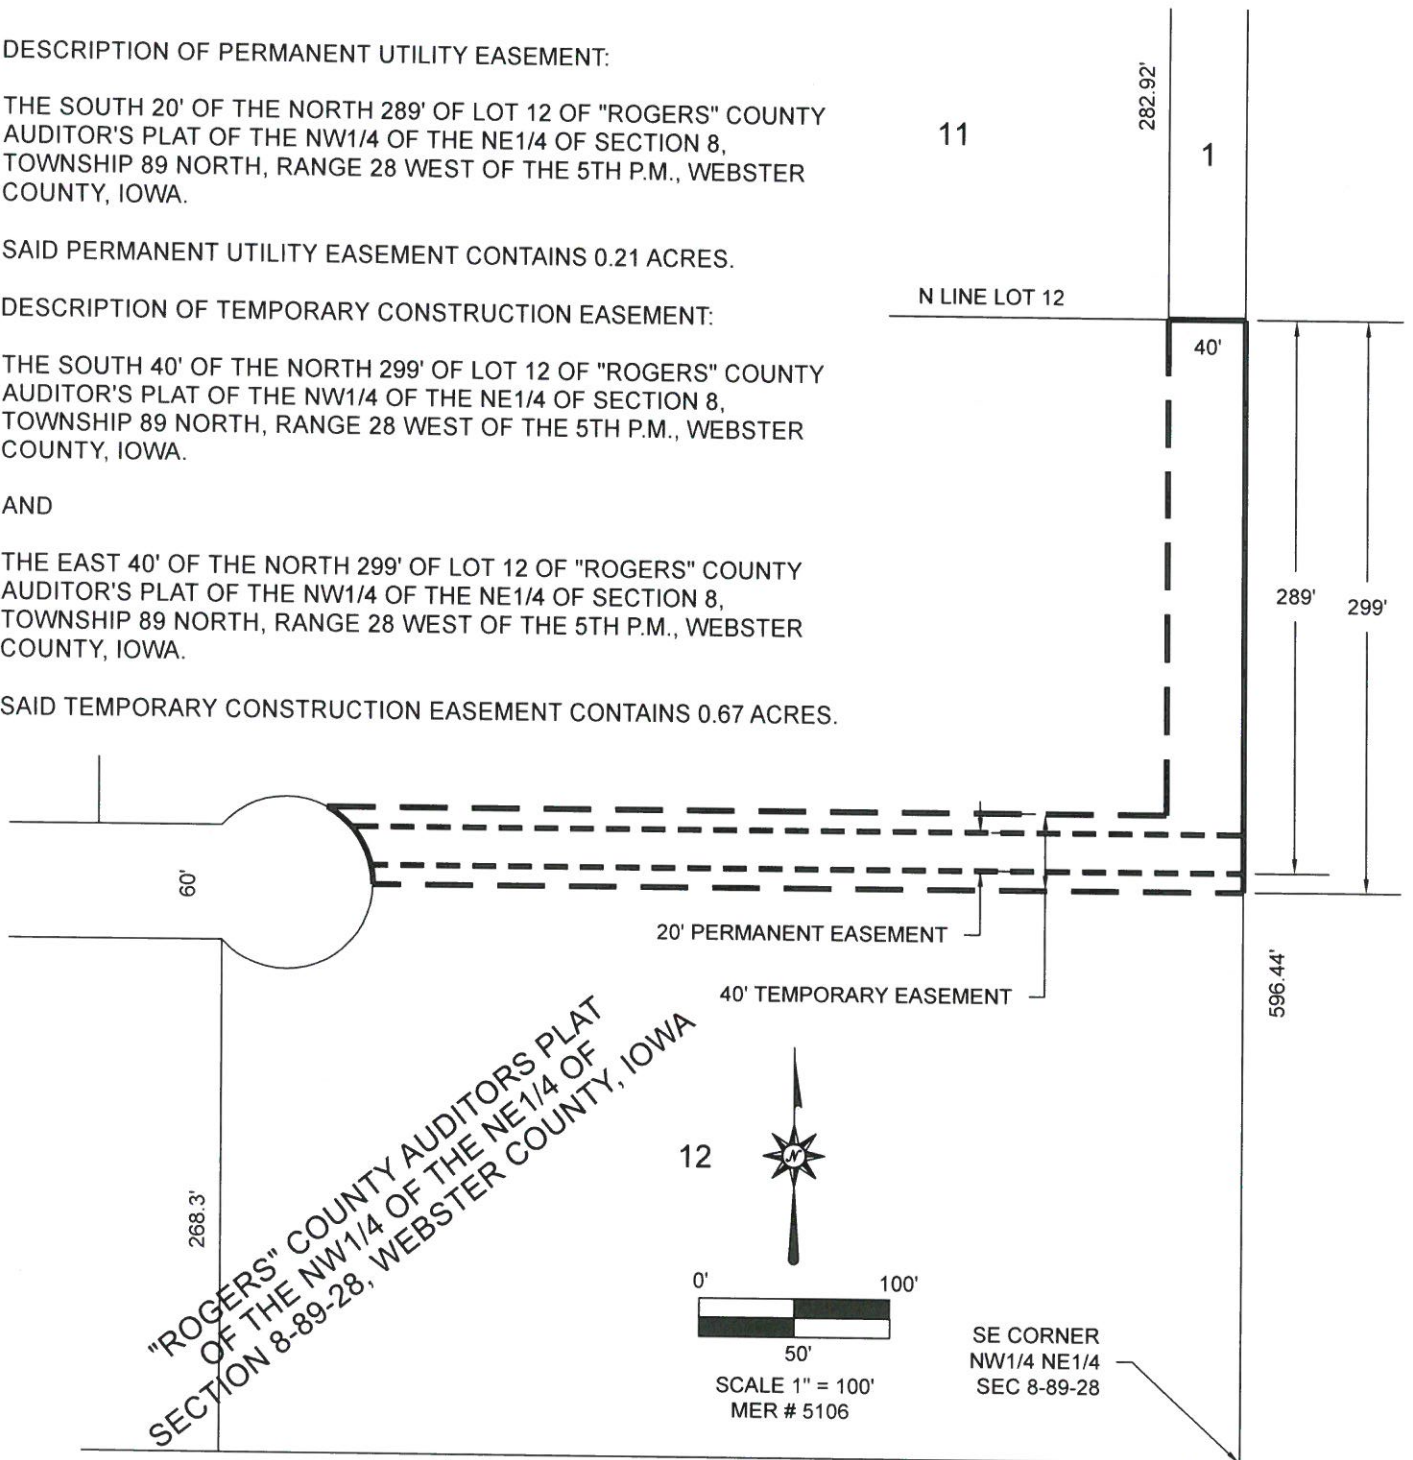 DESCRIPTION OF PERMANENT UTILITY EASEMENT:
THE SOUTH 20' OF THE NORTH 289' OF LOT 12 OF "ROGERS" COUNTY
AUDITOR'S PLAT OF THE NW1/4 OF THE NE1/4 OF SECTION 8,
TOWNSHIP 89 NORTH, RANGE 28 WEST OF THE 5TH P.M., WEBSTER
COUNTY, IOWA.
SAID PERMANENT UTILITY EASEMENT CONTAINS 0.21 ACRES.
DESCRIPTION OF TEMPORARY CONSTRUCTION EASEMENT:
THE SOUTH 40' OF THE NORTH 299' OF LOT 12 OF "ROGERS" COUNTY
AUDITOR'S PLAT OF THE NW1/4 OF THE NE1/4 OF SECTION 8,
TOWNSHIP 89 NORTH, RANGE 28 WEST OF THE 5TH P.M., WEBSTER
COUNTY, IOWA.
AND
THE EAST 40' OF THE NORTH 299' OF LOT 12 OF "ROGERS" COUNTY
AUDITOR'S PLAT OF THE NW1/4 OF THE NE1/4 OF SECTION 8,
TOWNSHIP 89 NORTH, RANGE 28 WEST OF THE 5TH P.M., WEBSTER
COUNTY, IOWA.
SAID TEMPORARY CONSTRUCTION EASEMENT CONTAINS 0.67 ACRES.
11
282.92'
1
N LINE LOT 12
40'
289'
299'
60'
20' PERMANENT EASEMENT
40' TEMPORARY EASEMENT
596.44'
268.3'
"ROGERS" COUNTY AUDITORS PLAT
OF THE NW1/4 OF THE NE1/4 OF
SECTION 8-89-28, WEBSTER COUNTY, IOWA
12
N
0'
100'
50'
SCALE 1" = 100'
MER # 5106
SE CORNER
NW1/4 NE1/4
SEC 8-89-28